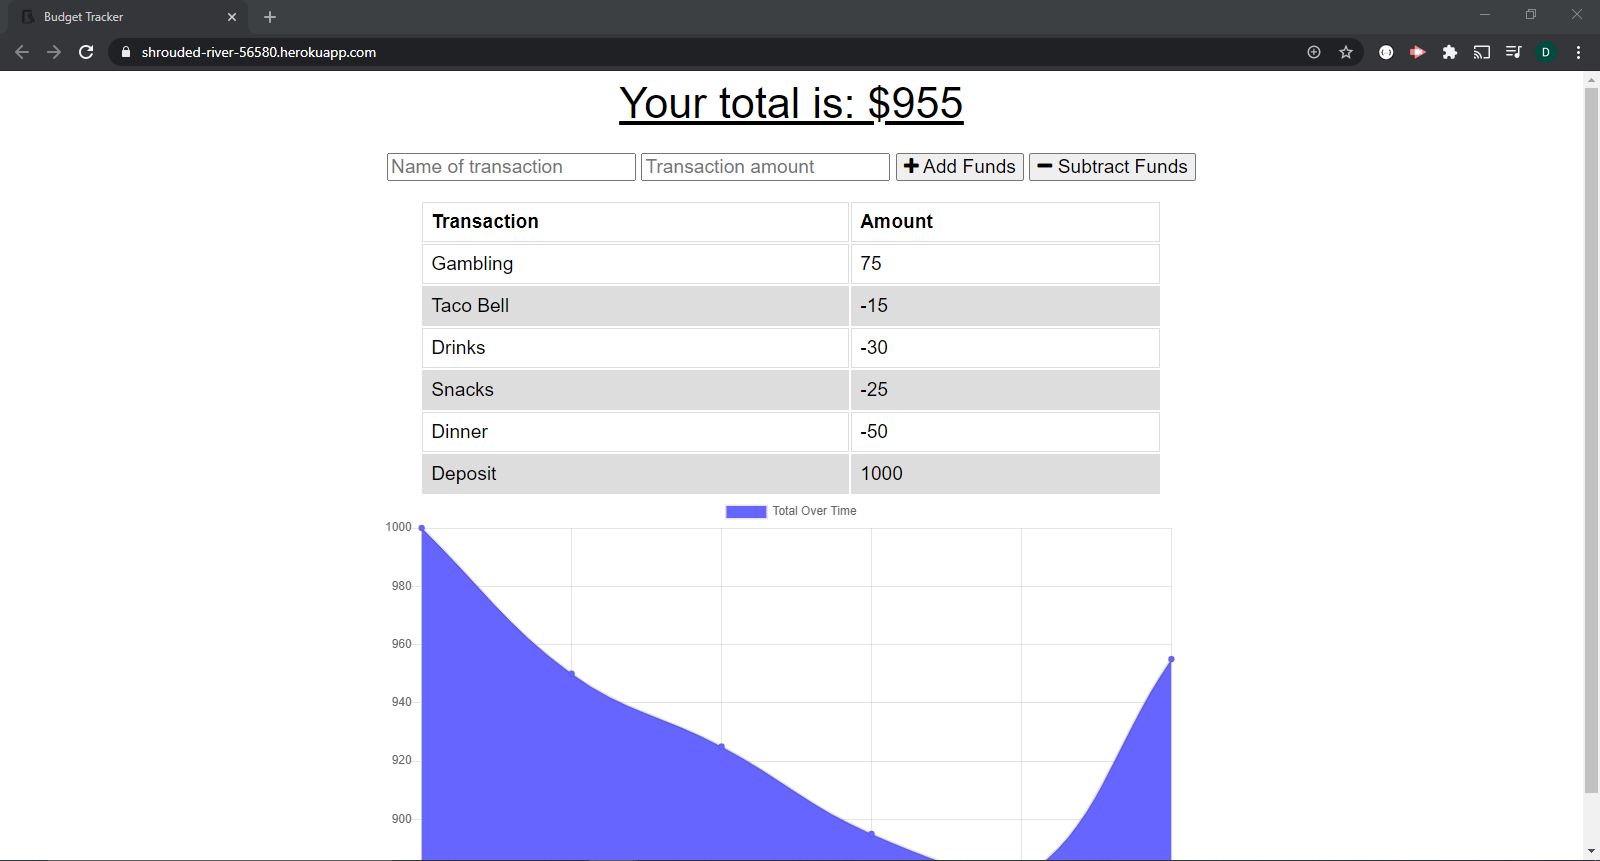 Budget Tracker
shrouded-river-56580.herokuapp.com
D
Your total is: $955
Name of transaction Transaction amount Add Funds Subtract Funds
Transaction Amount
Gambling 75
Taco Bell -15
Drinks -30
Snacks -25
Dinner -50
Deposit 1000
Total Over Time
1000
980
960
940
920
900